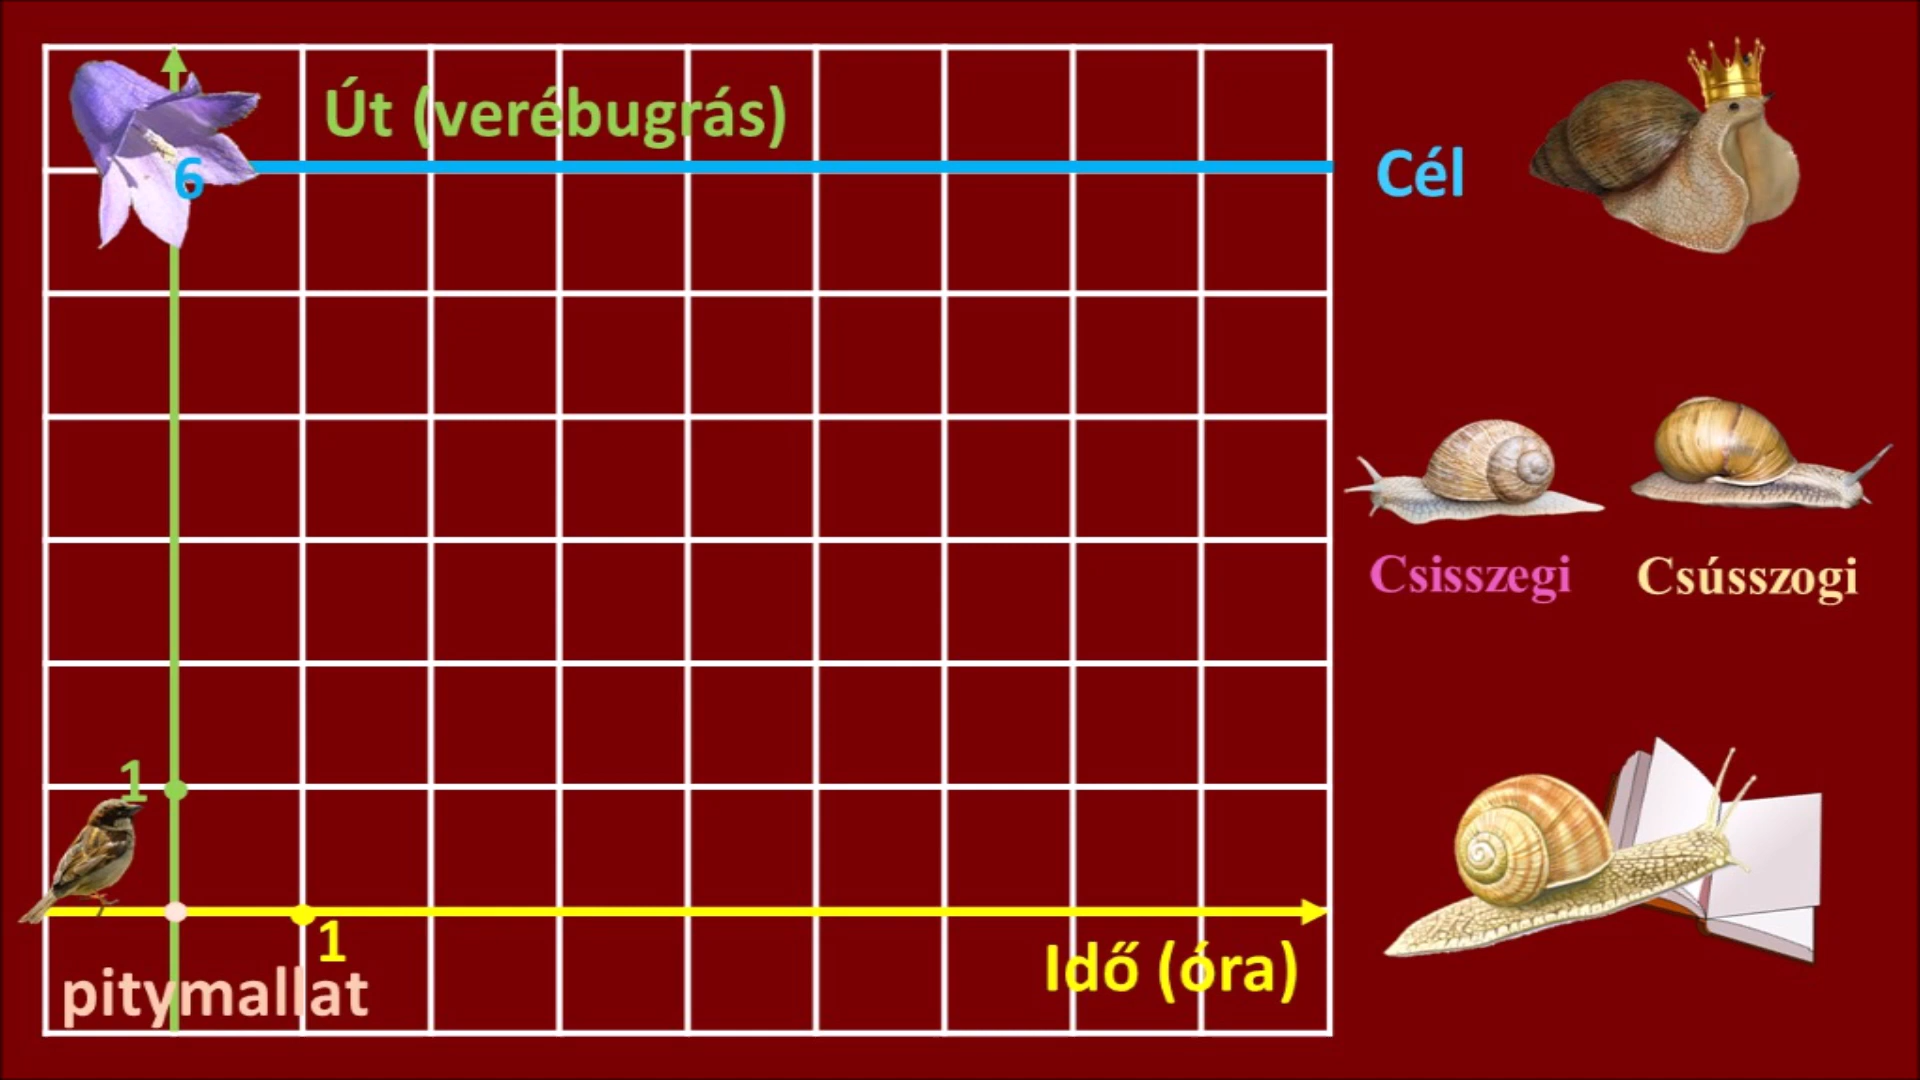 Út (verébugrás)
6
Cél
Csisszegi
Csússzogi
1
1
Idő (óra)
pitymallat